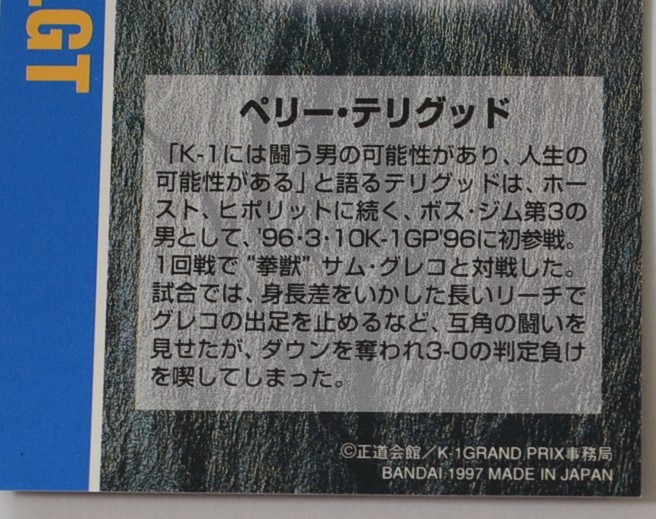 .GT
ペリー・テリグッド
「K-1には闘う男の可能性があり、人生の
可能性がある」と語るテリグッドは、ホー
スト、ヒポリットに続く、ボス・ジム第3の
男として、'96・3・10K-1GP'96に初参戦。
1回戦で“拳獣”サム・グレコと対戦した。
試合では、身長差をいかした長いリーチで
グレコの出足を止めるなど、互角の闘いを
見せたが、ダウンを奪われ3-0の判定負け
を喫してしまった。
©正道会館/K-1GRAND PRIX事務局
BANDAI 1997 MADE IN JAPAN